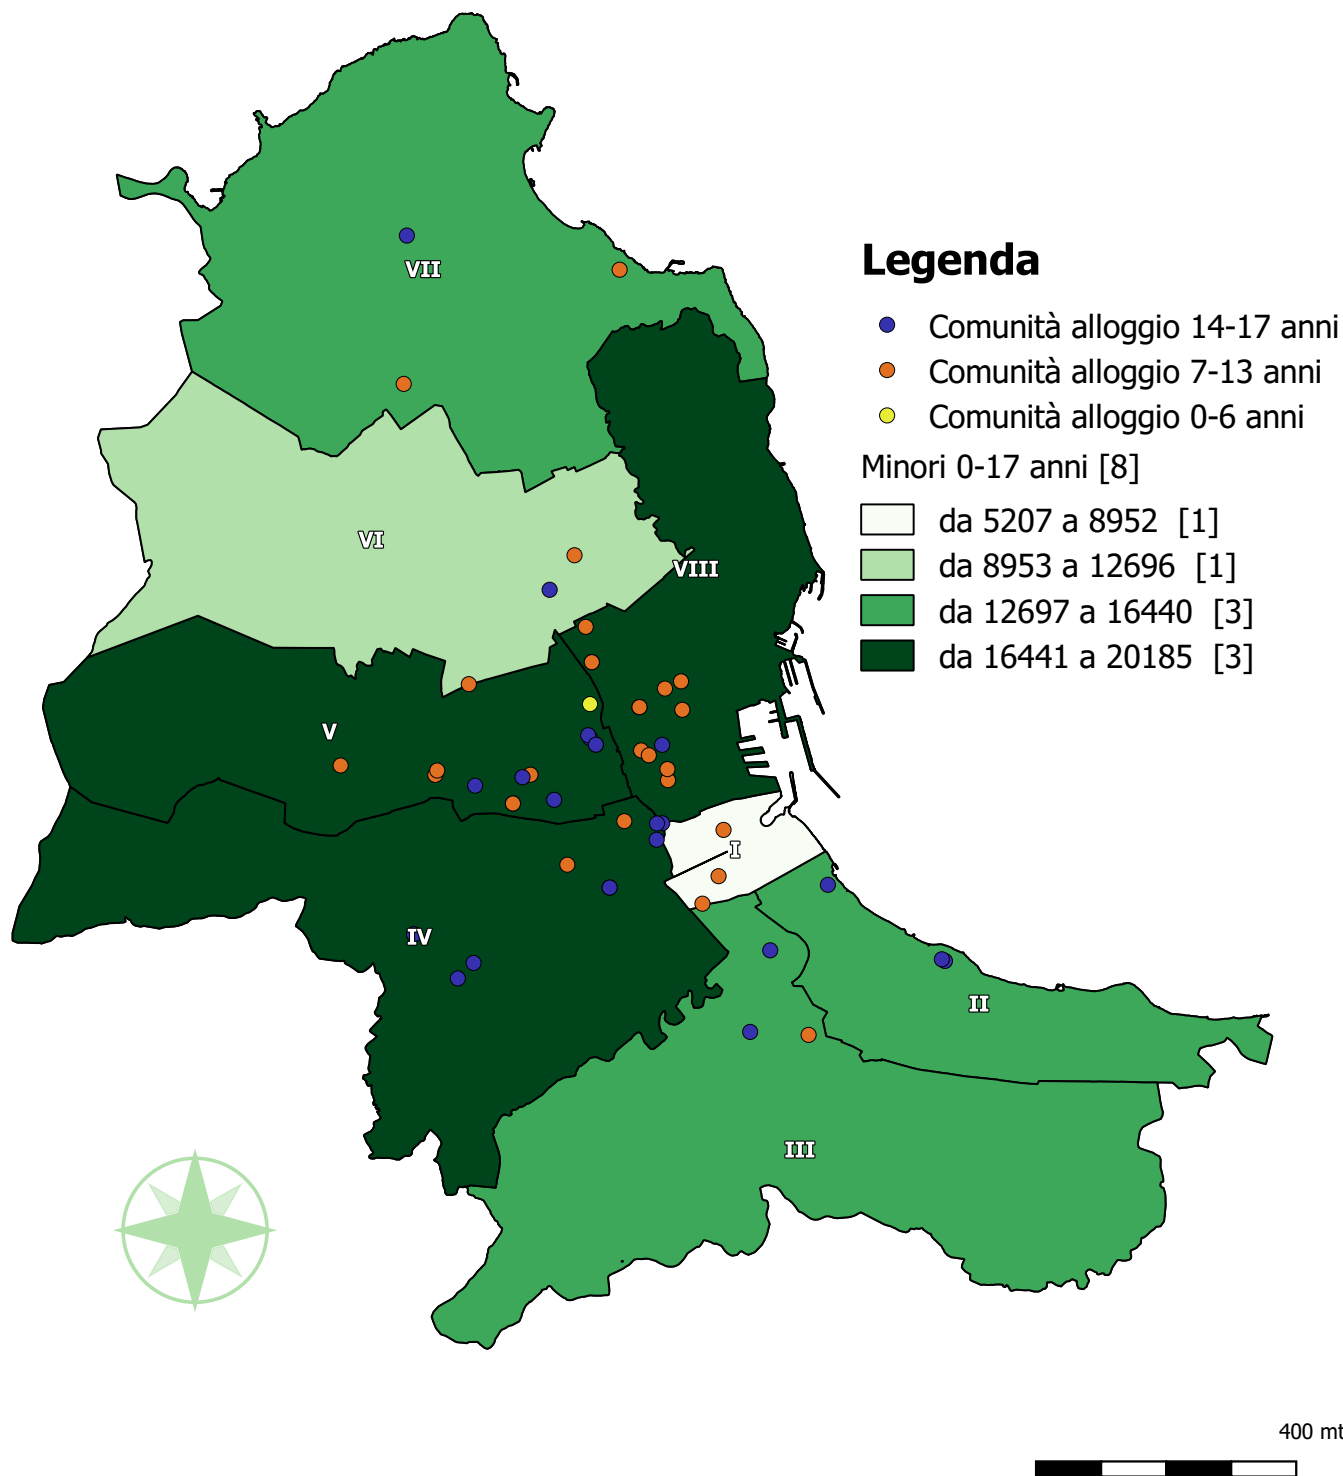 VII
Legenda
Comunità alloggio 14-17 anni
Comunità alloggio 7-13 anni
Comunità alloggio 0-6 anni
Minori 0-17 anni [8]
da 5207 a 8952 [1]
da 8953 a 12696 [1]
da 12697 a 16440 [3]
da 16441 a 20185 [3]
VI
VIII
V
I
IV
II
III
400 mt